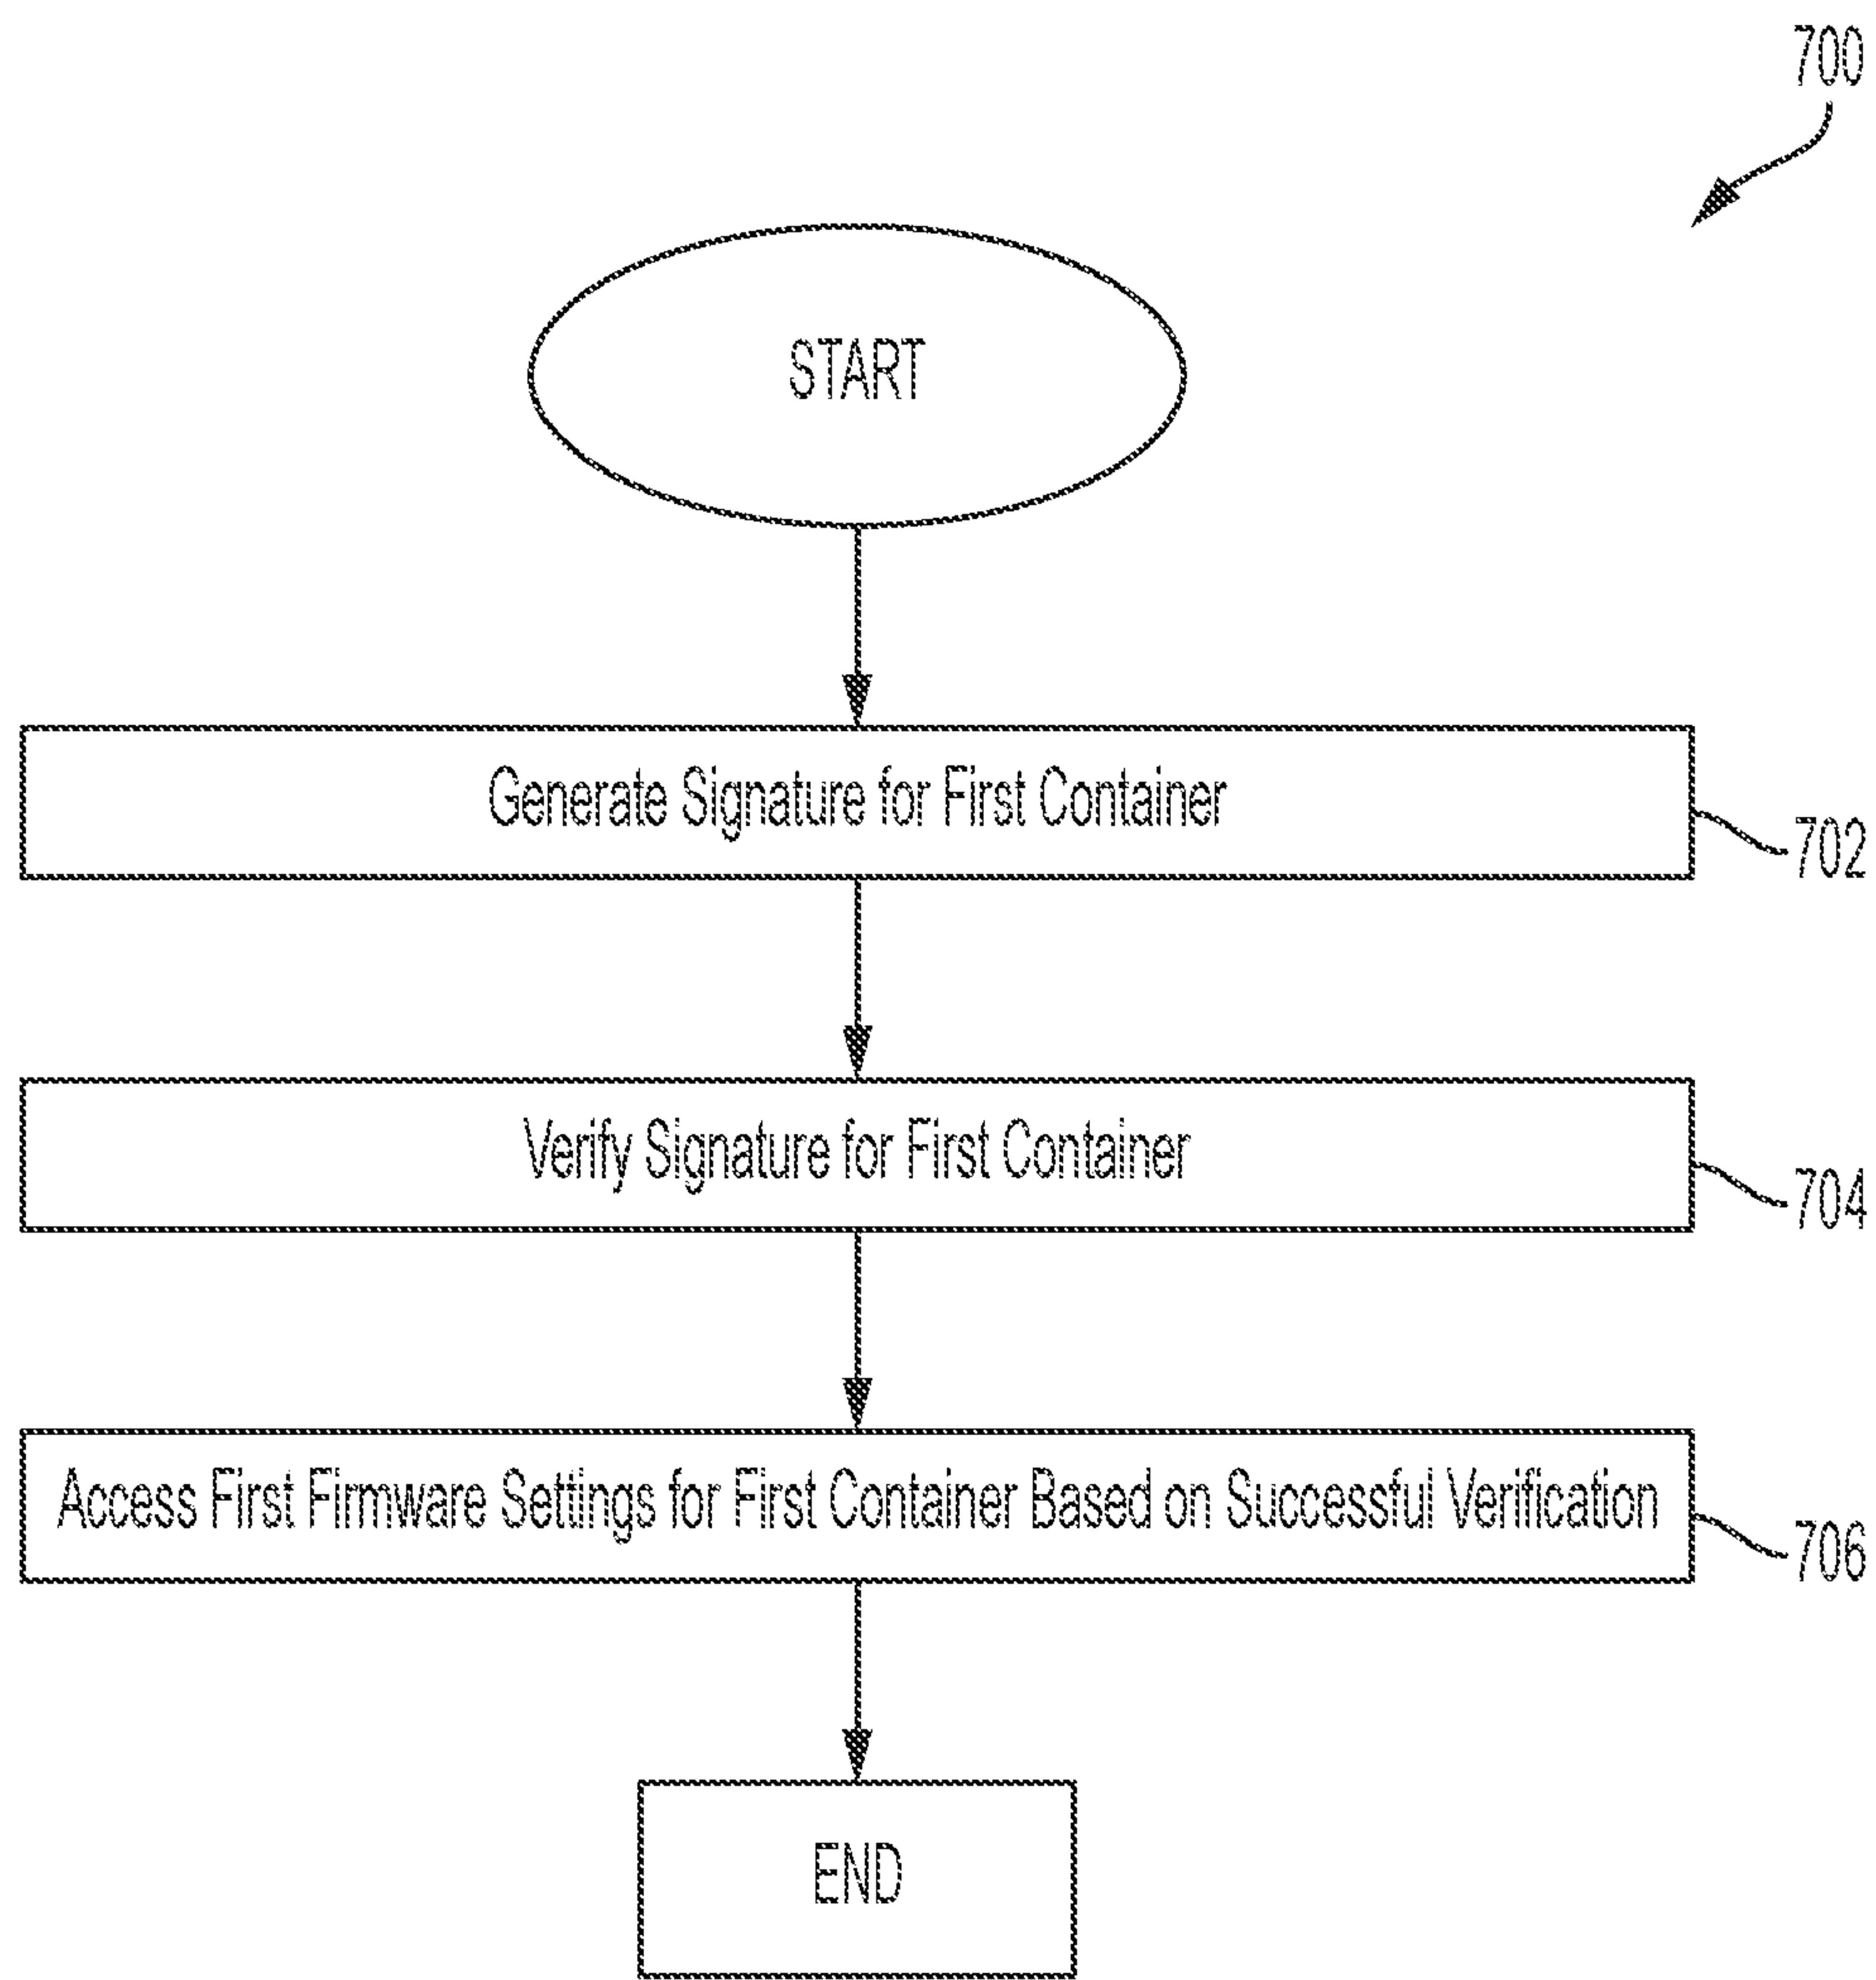 700
START
Generate Signature for First Container
702
Verify Signature for First Container
704
Access First Firmware Settings for First Container Based on Successful Verification
706
END